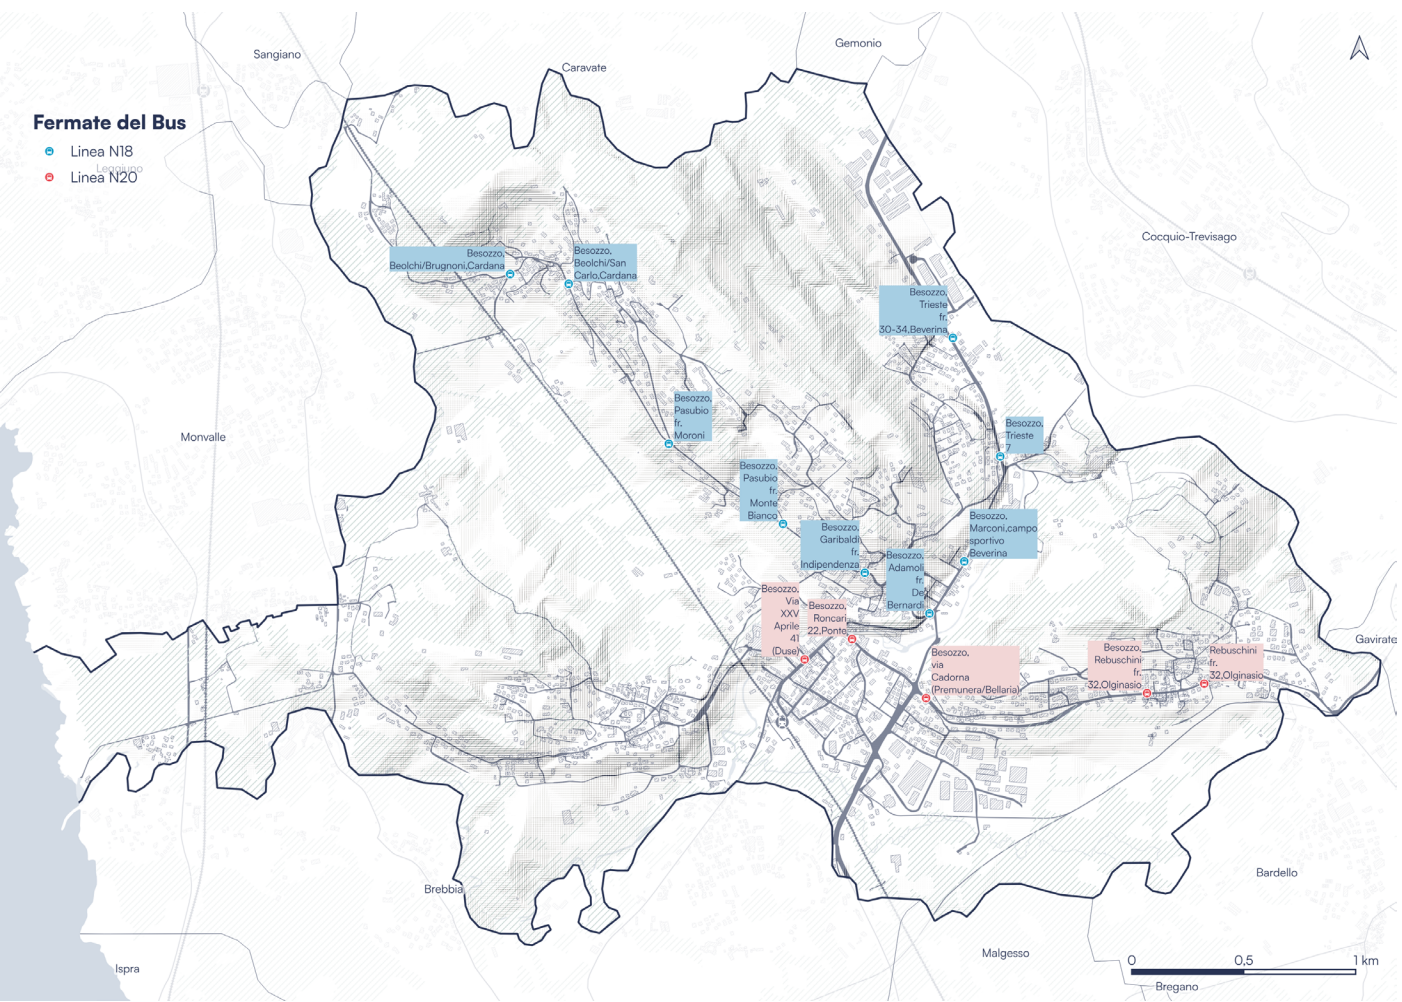 Gemonio
Sangiano
Caravate
Fermate del Bus
Linea N18
Leggiuno
Linea N20
Cocquio-Trevisago
Besozzo,
Beolchi/Brugnoni,Cardana
Besozzo,
Beolchi/San
Carlo,Cardana
Besozzo,
Trieste
fr.
30-34,Beverina
Besozzo,
Pasubio
fr.
Moroni
Besozzo,
Trieste
7
Monvalle
Besozzo,
Pasubio
fr.
Monte
Bianco
Besozzo,
Marconi,campo
sportivo
Beverina
Besozzo,
Garibaldi
fr.
Indipendenza
Besozzo,
Adamoli
fr.
De
Bernardi
Besozzo,
Via
XXV
Aprile
41
(Duse)
Besozzo,
Roncari
22,Ponte
Besozzo,
via
Cadorna
(Premunera/Bellaria)
Besozzo,
Rebuschini
fr.
32,Olginasio
Rebuschini
fr.
32,Olginasio
Gavirate
Brebbia
Bardello
Malgesso
Ispra
0
0,5
1 km
Bregano